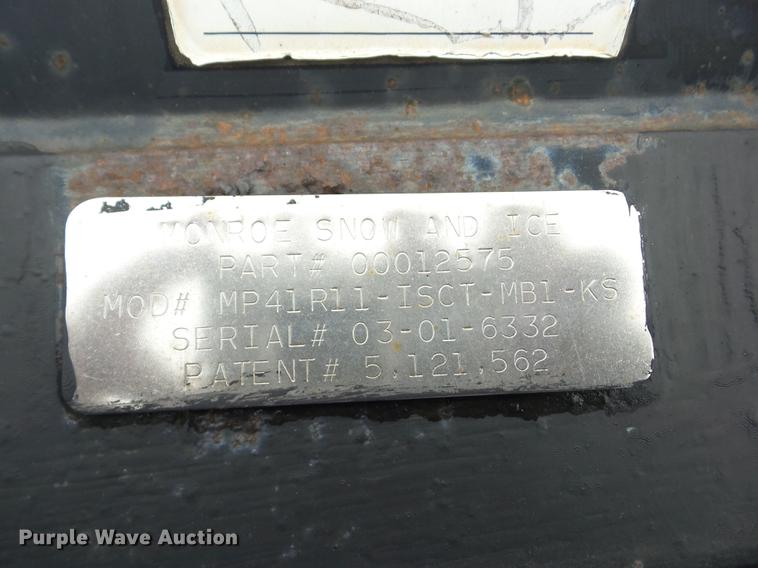 MONROE SNOW AND ICE
PART# 00012575
MOD# MP41R11-ISCT-MB1-KS
SERIAL# 03-01-6332
PATENT# 5,121,562
Purple Wave Auction